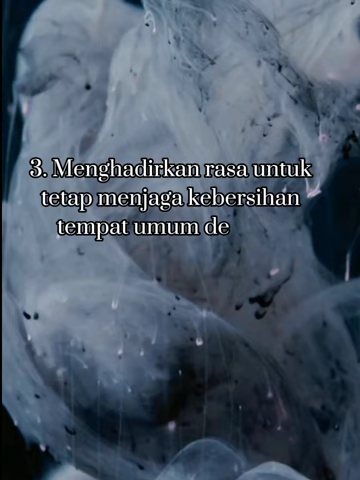 3. Menghadirkan rasa untuk
tetap menjaga kebersihan
tempat umum de